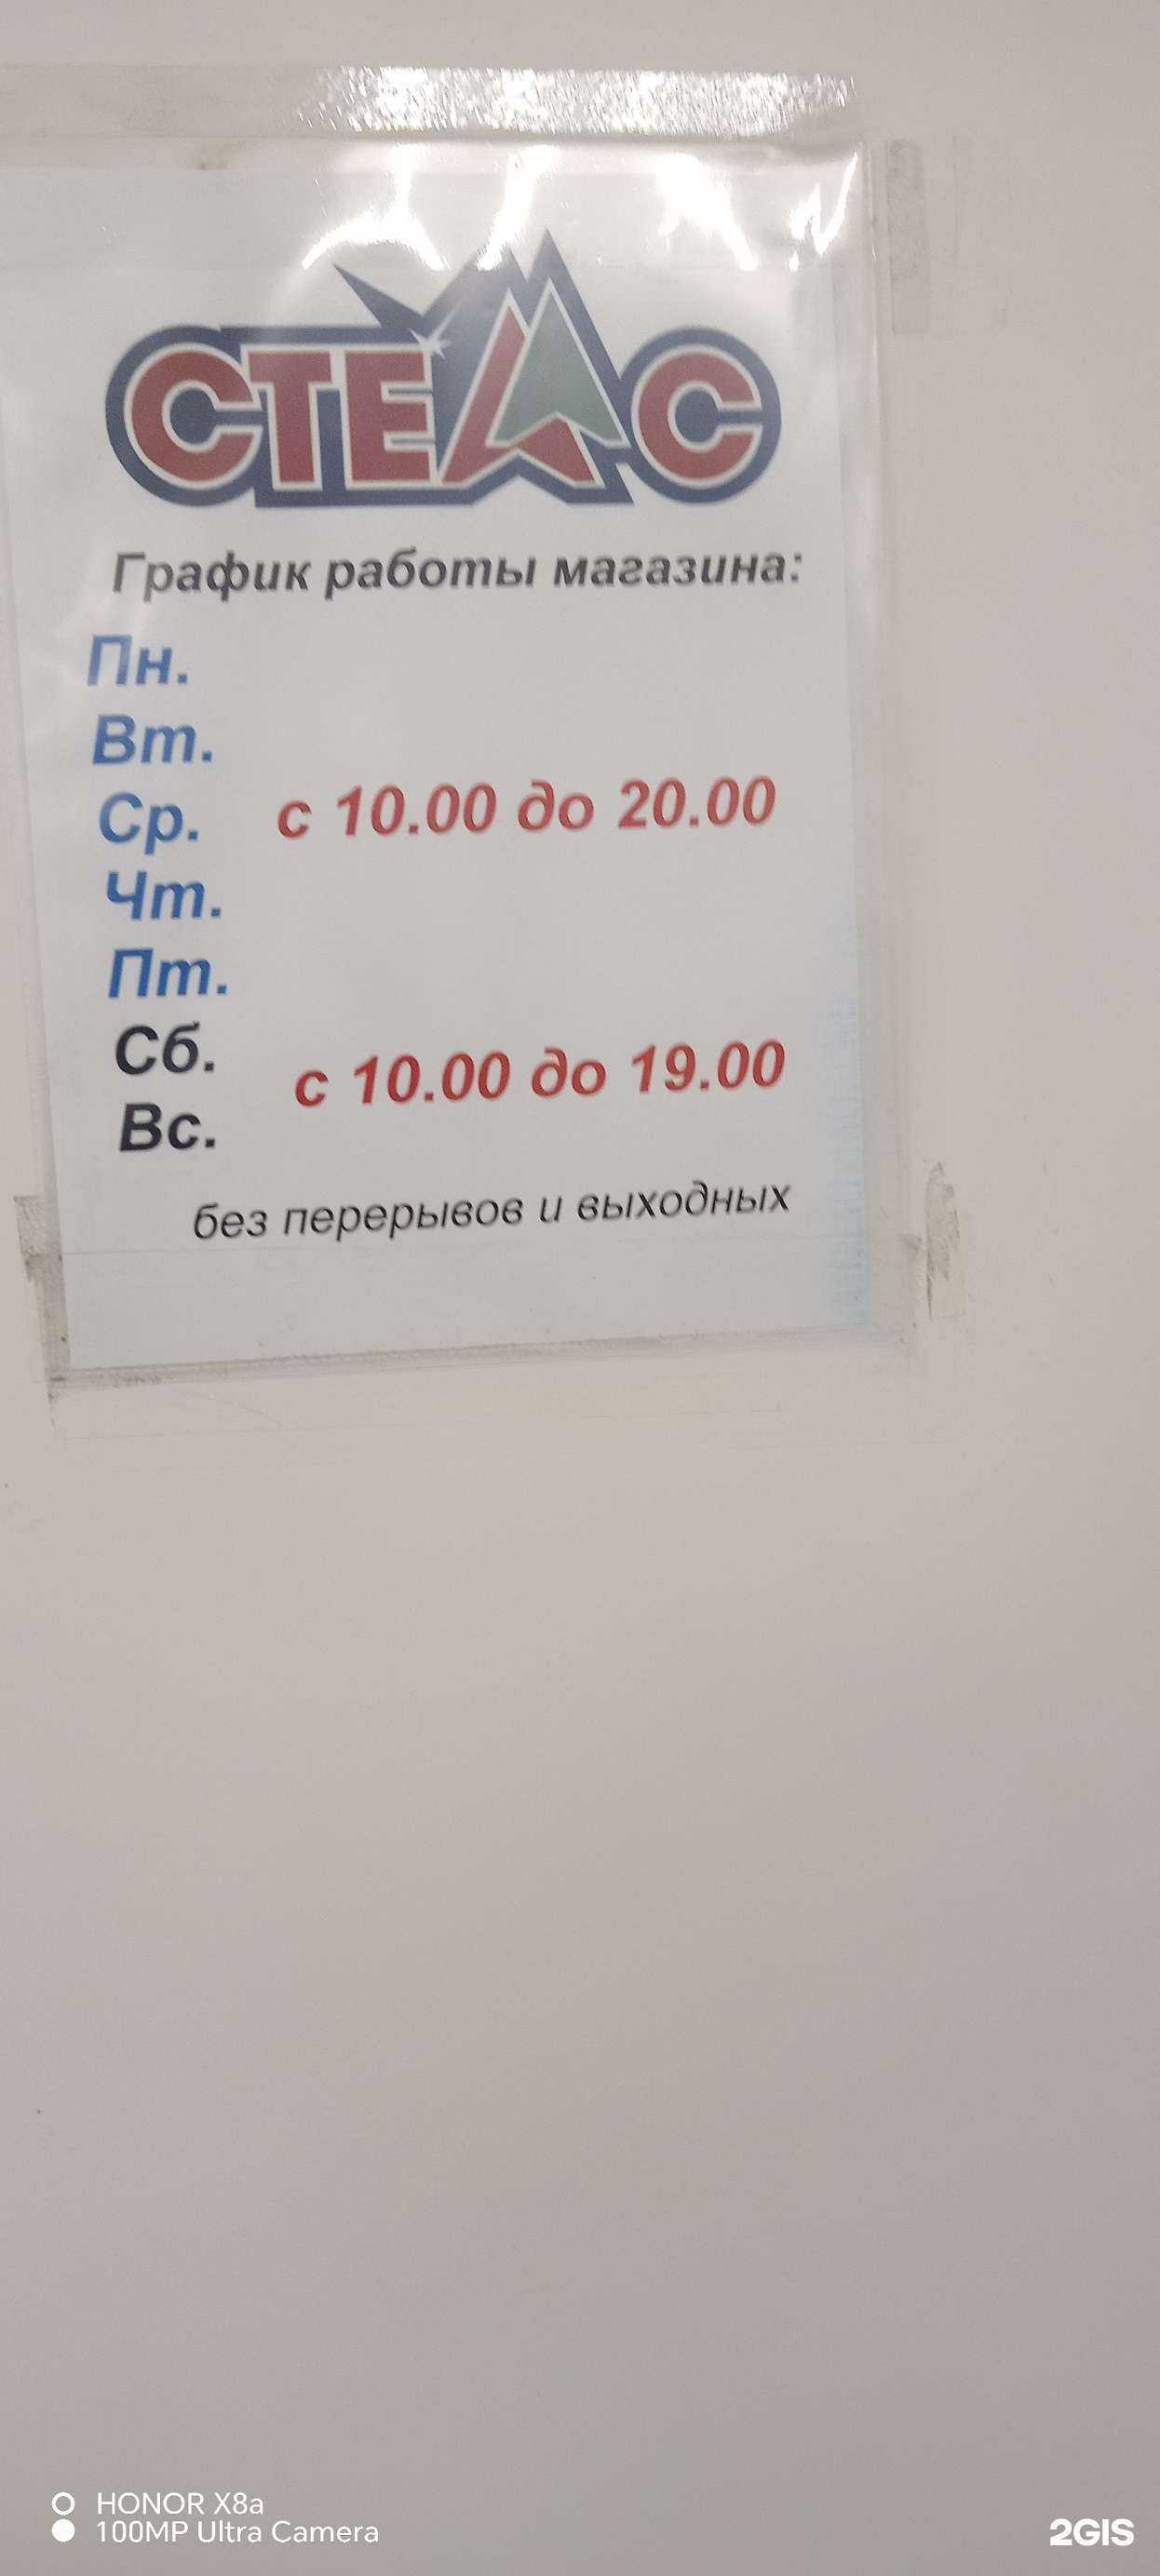 СТЕЛС
График работы магазина:
Пн.
Вт.
Ср. с 10.00 до 20.00
Чт.
Пт.
Сб.
с 10.00 до 19.00
Вс.
без перерывов и выходных
HONOR X8a
100MP Ultra Camera
2GIS